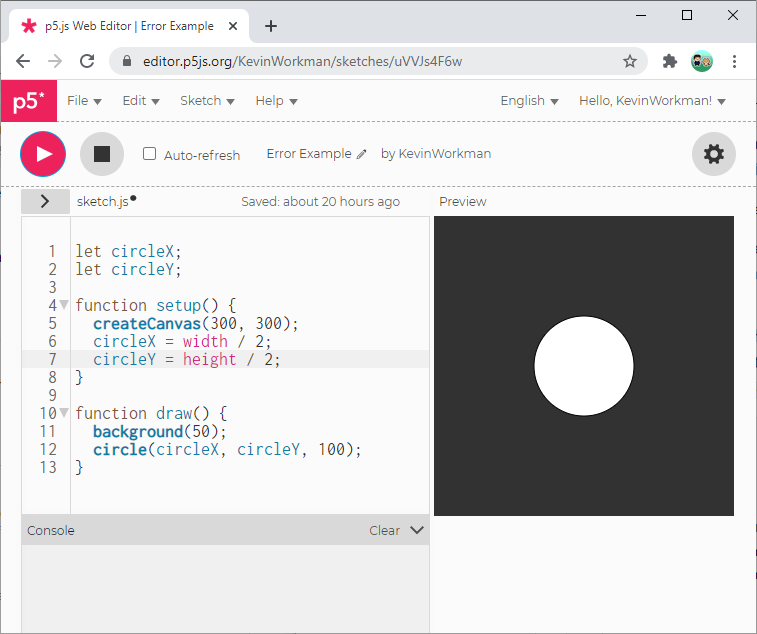 p5.js Web Editor | Error Example
editor.p5js.org/KevinWorkman/sketches/uVVJs4F6w
p5* File Edit Sketch Help English Hello, KevinWorkman!
Auto-refresh Error Example by KevinWorkman
sketch.js Saved: about 20 hours ago Preview
1 let circleX;
2 let circleY;
3
4 function setup() {
5 createCanvas(300, 300);
6 circleX = width / 2;
7 circleY = height / 2;
8 }
9
10 function draw() {
11 background(50);
12 circle(circleX, circleY, 100);
13 }
Console Clear